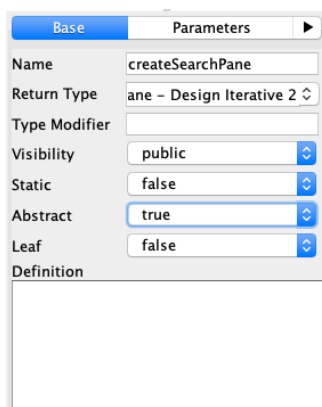 Base Parameters
Name createSearchPane
Return Type ane – Design Iterative 2
Type Modifier
Visibility public
Static false
Abstract true
Leaf false
Definition